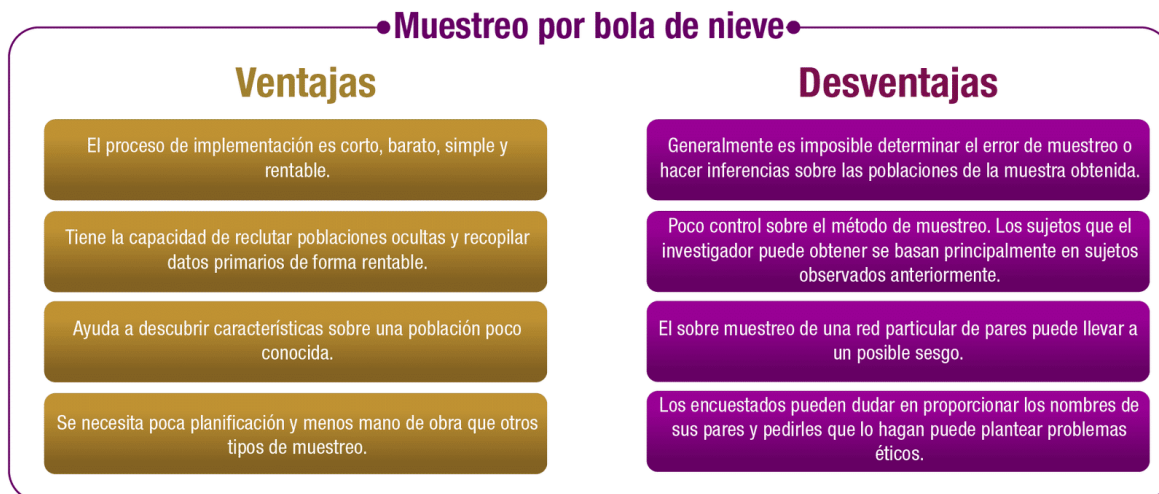 Muestreo por bola de nieve
Ventajas
El proceso de implementación es corto, barato, simple y
rentable.
Tiene la capacidad de reclutar poblaciones ocultas y recopilar
datos primarios de forma rentable.
Ayuda a descubrir características sobre una población poco
conocida.
Se necesita poca planificación y menos mano de obra que otros
tipos de muestreo.
Desventajas
Generalmente es imposible determinar el error de muestreo o
hacer inferencias sobre las poblaciones de la muestra obtenida.
Poco control sobre el método de muestreo. Los sujetos que el
investigador puede obtener se basan principalmente en sujetos
observados anteriormente.
El sobre muestreo de una red particular de pares puede llevar a
un posible sesgo.
Los encuestados pueden dudar en proporcionar los nombres de
sus pares y pedirles que lo hagan puede plantear problemas
éticos.